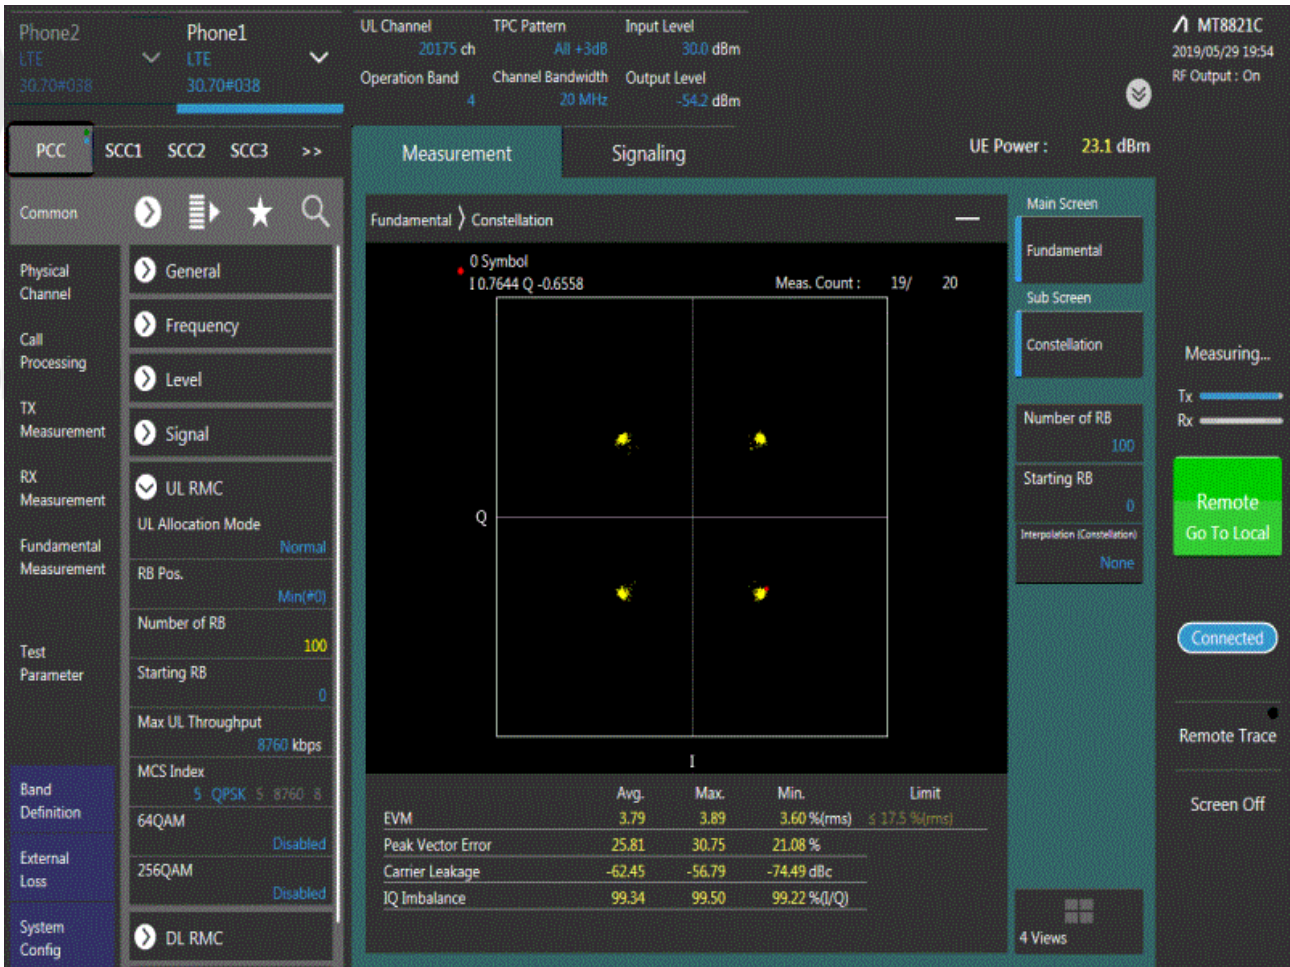 Phone2
LTE
30.70#038
Phone1
LTE
30.70#038
UL Channel
20175 ch
TPC Pattern
All +3dB
Input Level
30.0 dBm
Operation Band
4
Channel Bandwidth
20 MHz
Output Level
-54.2 dBm
MT8821C
2019/05/29 19:54
RF Output : On
PCC SCC1 SCC2 SCC3 >>
Measurement
Signaling
UE Power : 23.1 dBm
Common
Physical
Channel
Call
Processing
TX
Measurement
RX
Measurement
Fundamental
Measurement
Test
Parameter
Band
Definition
External
Loss
System
Config
General
Frequency
Level
Signal
UL RMC
UL Allocation Mode
Normal
RB Pos.
Min(#0)
Number of RB
100
Starting RB
0
Max UL Throughput
8760 kbps
MCS Index
5 QPSK 5 8760 8
64QAM
Disabled
256QAM
Disabled
DL RMC
Fundamental 〉 Constellation
0 Symbol
I 0.7644 Q -0.6558
Meas. Count : 19/ 20
Q
I
Avg. Max. Min. Limit
EVM 3.79 3.89 3.60 %(rms) ≤ 17.5 %(rms)
Peak Vector Error 25.81 30.75 21.08 %
Carrier Leakage -62.45 -56.79 -74.49 dBc
IQ Imbalance 99.34 99.50 99.22 %(I/Q)
Main Screen
Fundamental
Sub Screen
Constellation
Number of RB
100
Starting RB
0
Interpolation (Constellation)
None
4 Views
Measuring...
Tx
Rx
Remote
Go To Local
Connected
Remote Trace
Screen Off